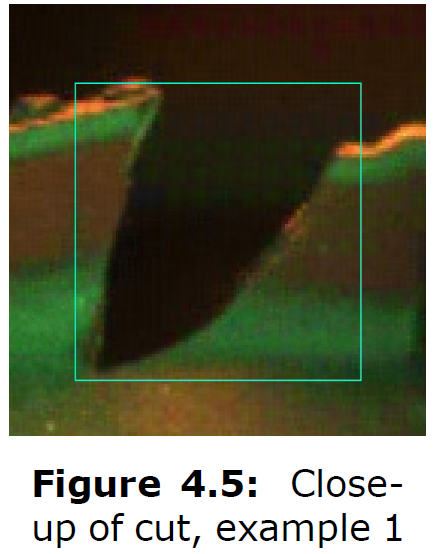 Figure 4.5: Close-
up of cut, example 1